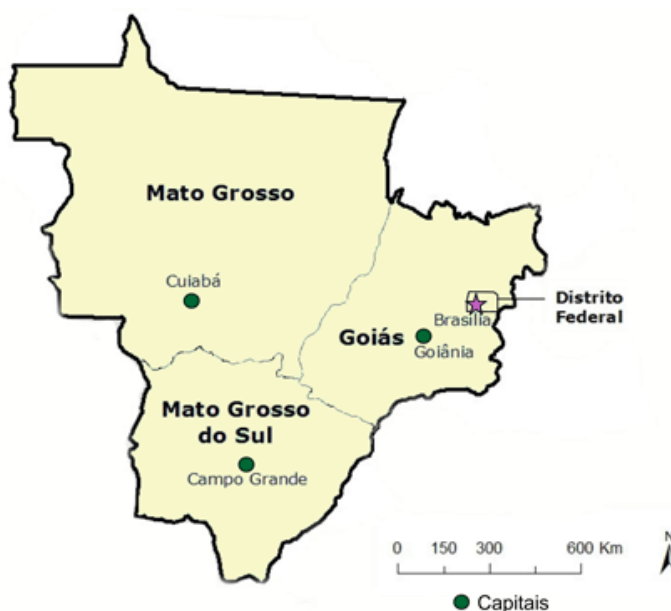 Mato Grosso
Cuiabá
Distrito
Federal
Brasília
Goiás
Goiânia
Mato Grosso
do Sul
Campo Grande
N
0 150 300 600 Km
Capitais